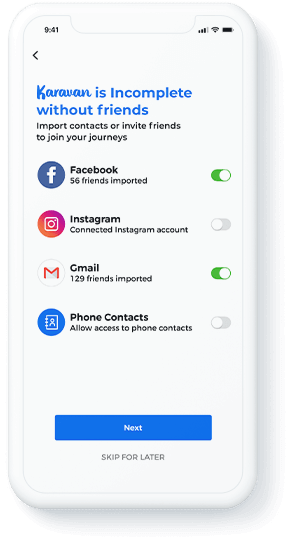 9:41
Karavan is Incomplete
without friends
Import contacts or invite friends
to join your journeys
Facebook
56 friends imported
Instagram
Connected Instagram account
Gmail
129 friends imported
Phone Contacts
Allow access to phone contacts
Next
SKIP FOR LATER